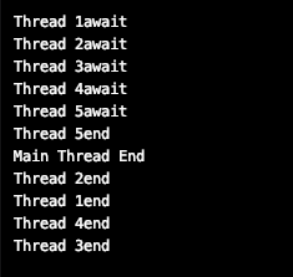 Thread 1await
Thread 2await
Thread 3await
Thread 4await
Thread 5await
Thread 5end
Main Thread End
Thread 2end
Thread 1end
Thread 4end
Thread 3end